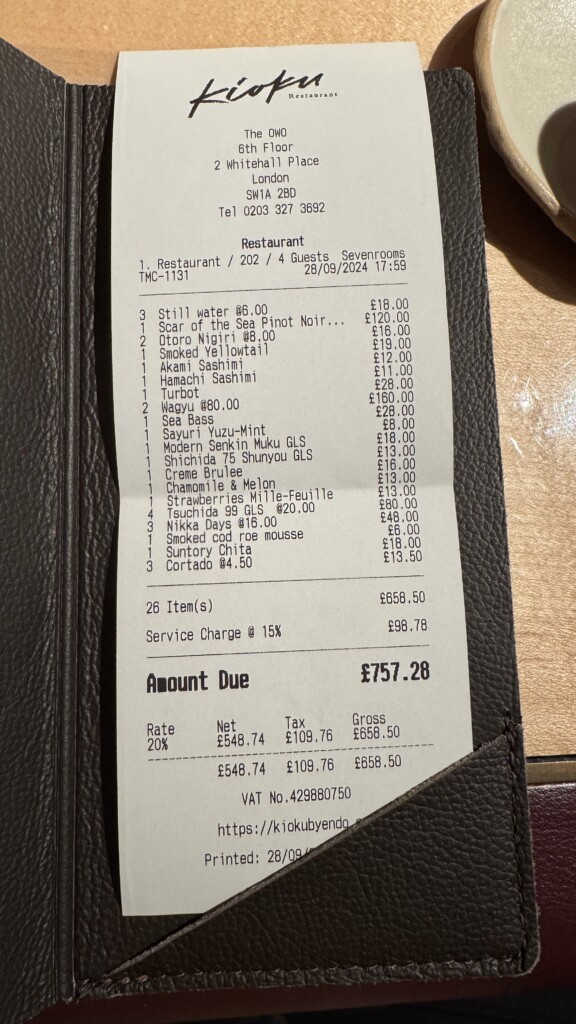 Kioku
Restaurant
The OWO
6th Floor
2 Whitehall Place
London
SW1A 2BD
Tel 0203 327 3692
Restaurant
1. Restaurant / 202 / 4 Guests Sevenrooms
TMC-1131 28/09/2024 17:59
3 Still water @6.00 £18.00
1 Scar of the Sea Pinot Noir... £120.00
2 Otoro Nigiri @8.00 £16.00
1 Smoked Yellowtail £19.00
1 Akami Sashimi £12.00
1 Hamachi Sashimi £11.00
1 Turbot £28.00
2 Wagyu @80.00 £160.00
1 Sea Bass £28.00
1 Sayuri Yuzu-Mint £8.00
1 Modern Senkin Muku GLS £18.00
1 Shichida 75 Shunyou GLS £13.00
1 Creme Brulee £16.00
1 Chamomile & Melon £13.00
1 Strawberries Mille-Feuille £13.00
4 Tsuchida 99 GLS @20.00 £80.00
3 Nikka Days @16.00 £48.00
1 Smoked cod roe mousse £6.00
1 Suntory Chita £18.00
3 Cortado @4.50 £13.50
26 Item(s) £658.50
Service Charge @ 15% £98.78
Amount Due £757.28
Rate Net Tax Gross
20% £548.74 £109.76 £658.50
£548.74 £109.76 £658.50
VAT No.429880750
https://kiokubyendo
Printed: 28/09/